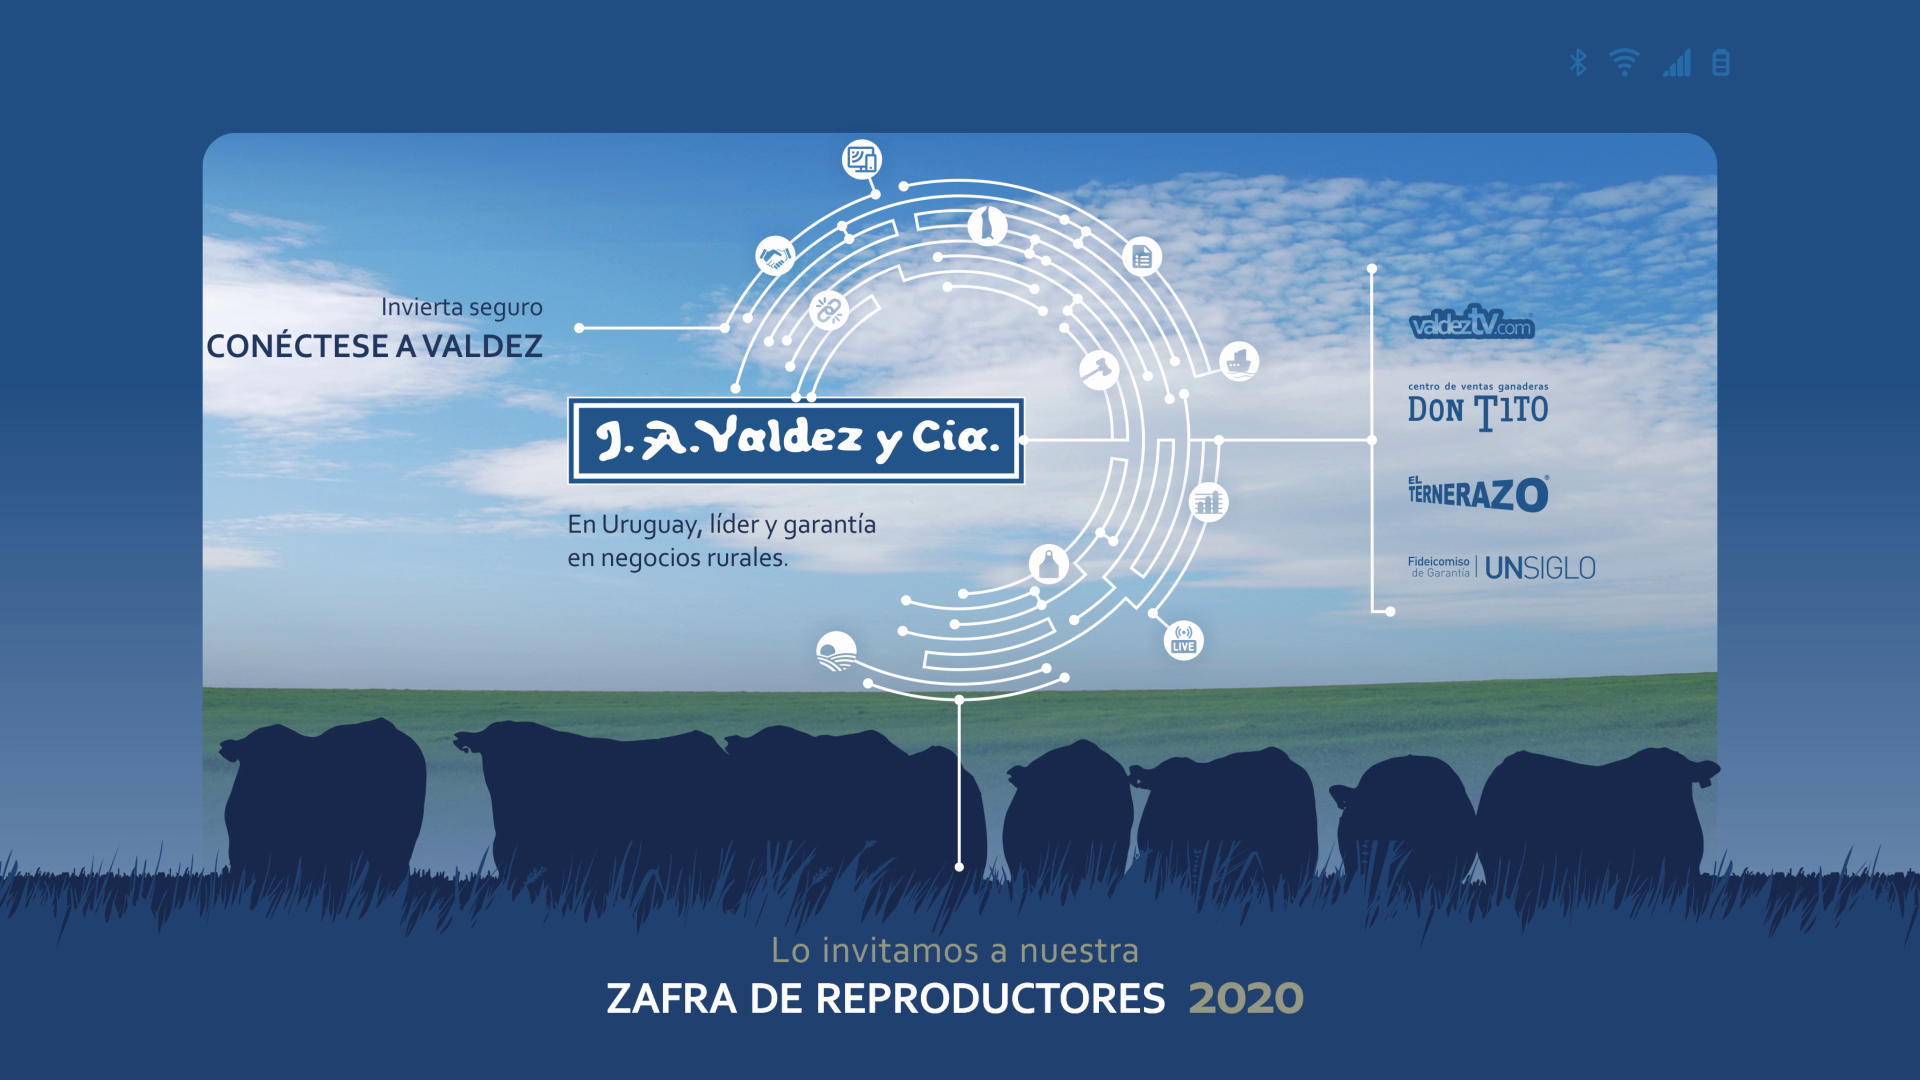 Invierta seguro
CONÉCTESE A VALDEZ
J.A. Valdez y Cia.
En Uruguay, líder y garantía
en negocios rurales.
valdeztv.com
centro de ventas ganaderas
DON TITO
EL
TERNERAZO®
Fideicomiso
de Garantía | UNSIGLO
LIVE
Lo invitamos a nuestra
ZAFRA DE REPRODUCTORES 2020